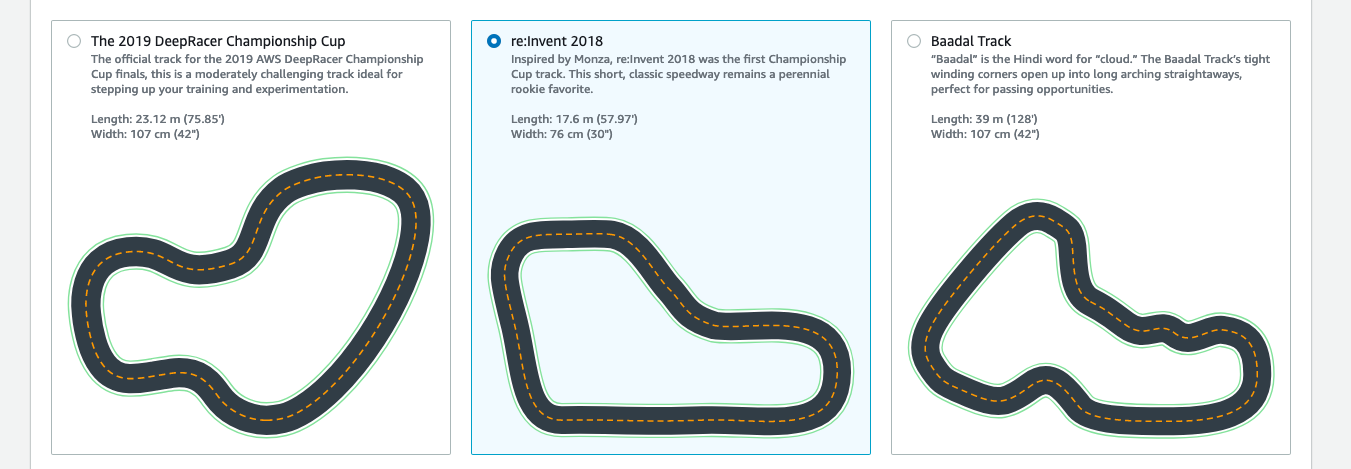 The 2019 DeepRacer Championship Cup
The official track for the 2019 AWS DeepRacer Championship
Cup finals, this is a moderately challenging track ideal for
stepping up your training and experimentation.
Length: 23.12 m (75.85')
Width: 107 cm (42")
re:Invent 2018
Inspired by Monza, re:Invent 2018 was the first Championship
Cup track. This short, classic speedway remains a perennial
rookie favorite.
Length: 17.6 m (57.97')
Width: 76 cm (30")
Baadal Track
“Baadal” is the Hindi word for “cloud.” The Baadal Track’s tight
winding corners open up into long arching straightaways,
perfect for passing opportunities.
Length: 39 m (128')
Width: 107 cm (42")